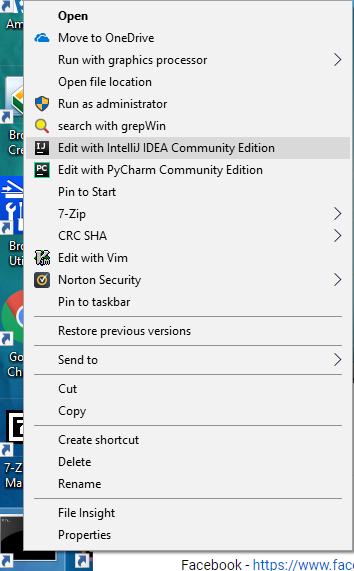 Open
Move to OneDrive
Run with graphics processor
Open file location
Run as administrator
search with grepWin
Edit with IntelliJ IDEA Community Edition
Edit with PyCharm Community Edition
Pin to Start
7-Zip
CRC SHA
Edit with Vim
Norton Security
Pin to taskbar
Restore previous versions
Send to
Cut
Copy
Create shortcut
Delete
Rename
File Insight
Properties
Am
Bro
Cre
Bro
Uti
Go
Ch
7-Z
Ma
Facebook - https://www.fac